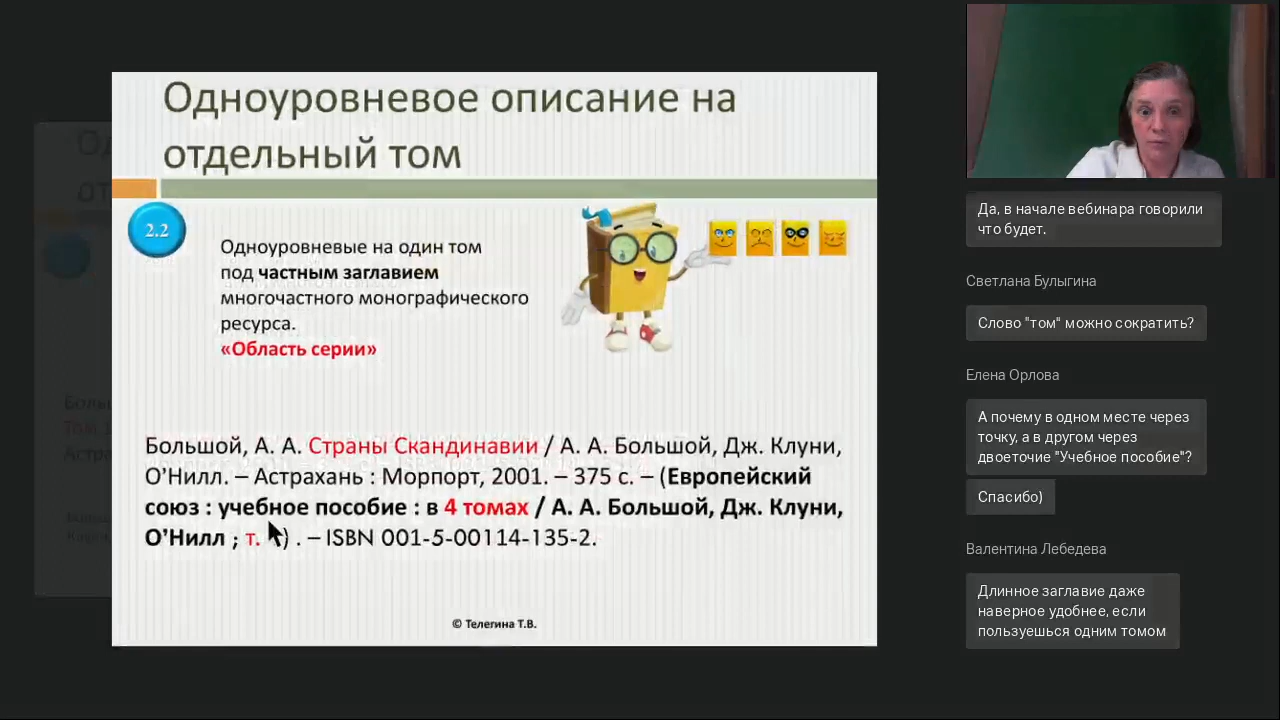 Одноуровневое описание на
отдельный том
2.2
Одноуровневые на один том
под частным заглавием
многочастного монографического
ресурса.
«Область серии»
Большой, А. А. Страны Скандинавии / А. А. Большой, Дж. Клуни,
О’Нилл. – Астрахань : Морпорт, 2001. – 375 с. – (Европейский
союз : учебное пособие : в 4 томах / А. А. Большой, Дж. Клуни,
О’Нилл ; т. ) . – ISBN 001-5-00114-135-2.
© Телегина Т.В.
Да, в начале вебинара говорили
что будет.
Светлана Булыгина
Слово "том" можно сократить?
Елена Орлова
А почему в одном месте через
точку, а в другом через
двоеточие "Учебное пособие"?
Спасибо)
Валентина Лебедева
Длинное заглавие даже
наверное удобнее, если
пользуешься одним томом